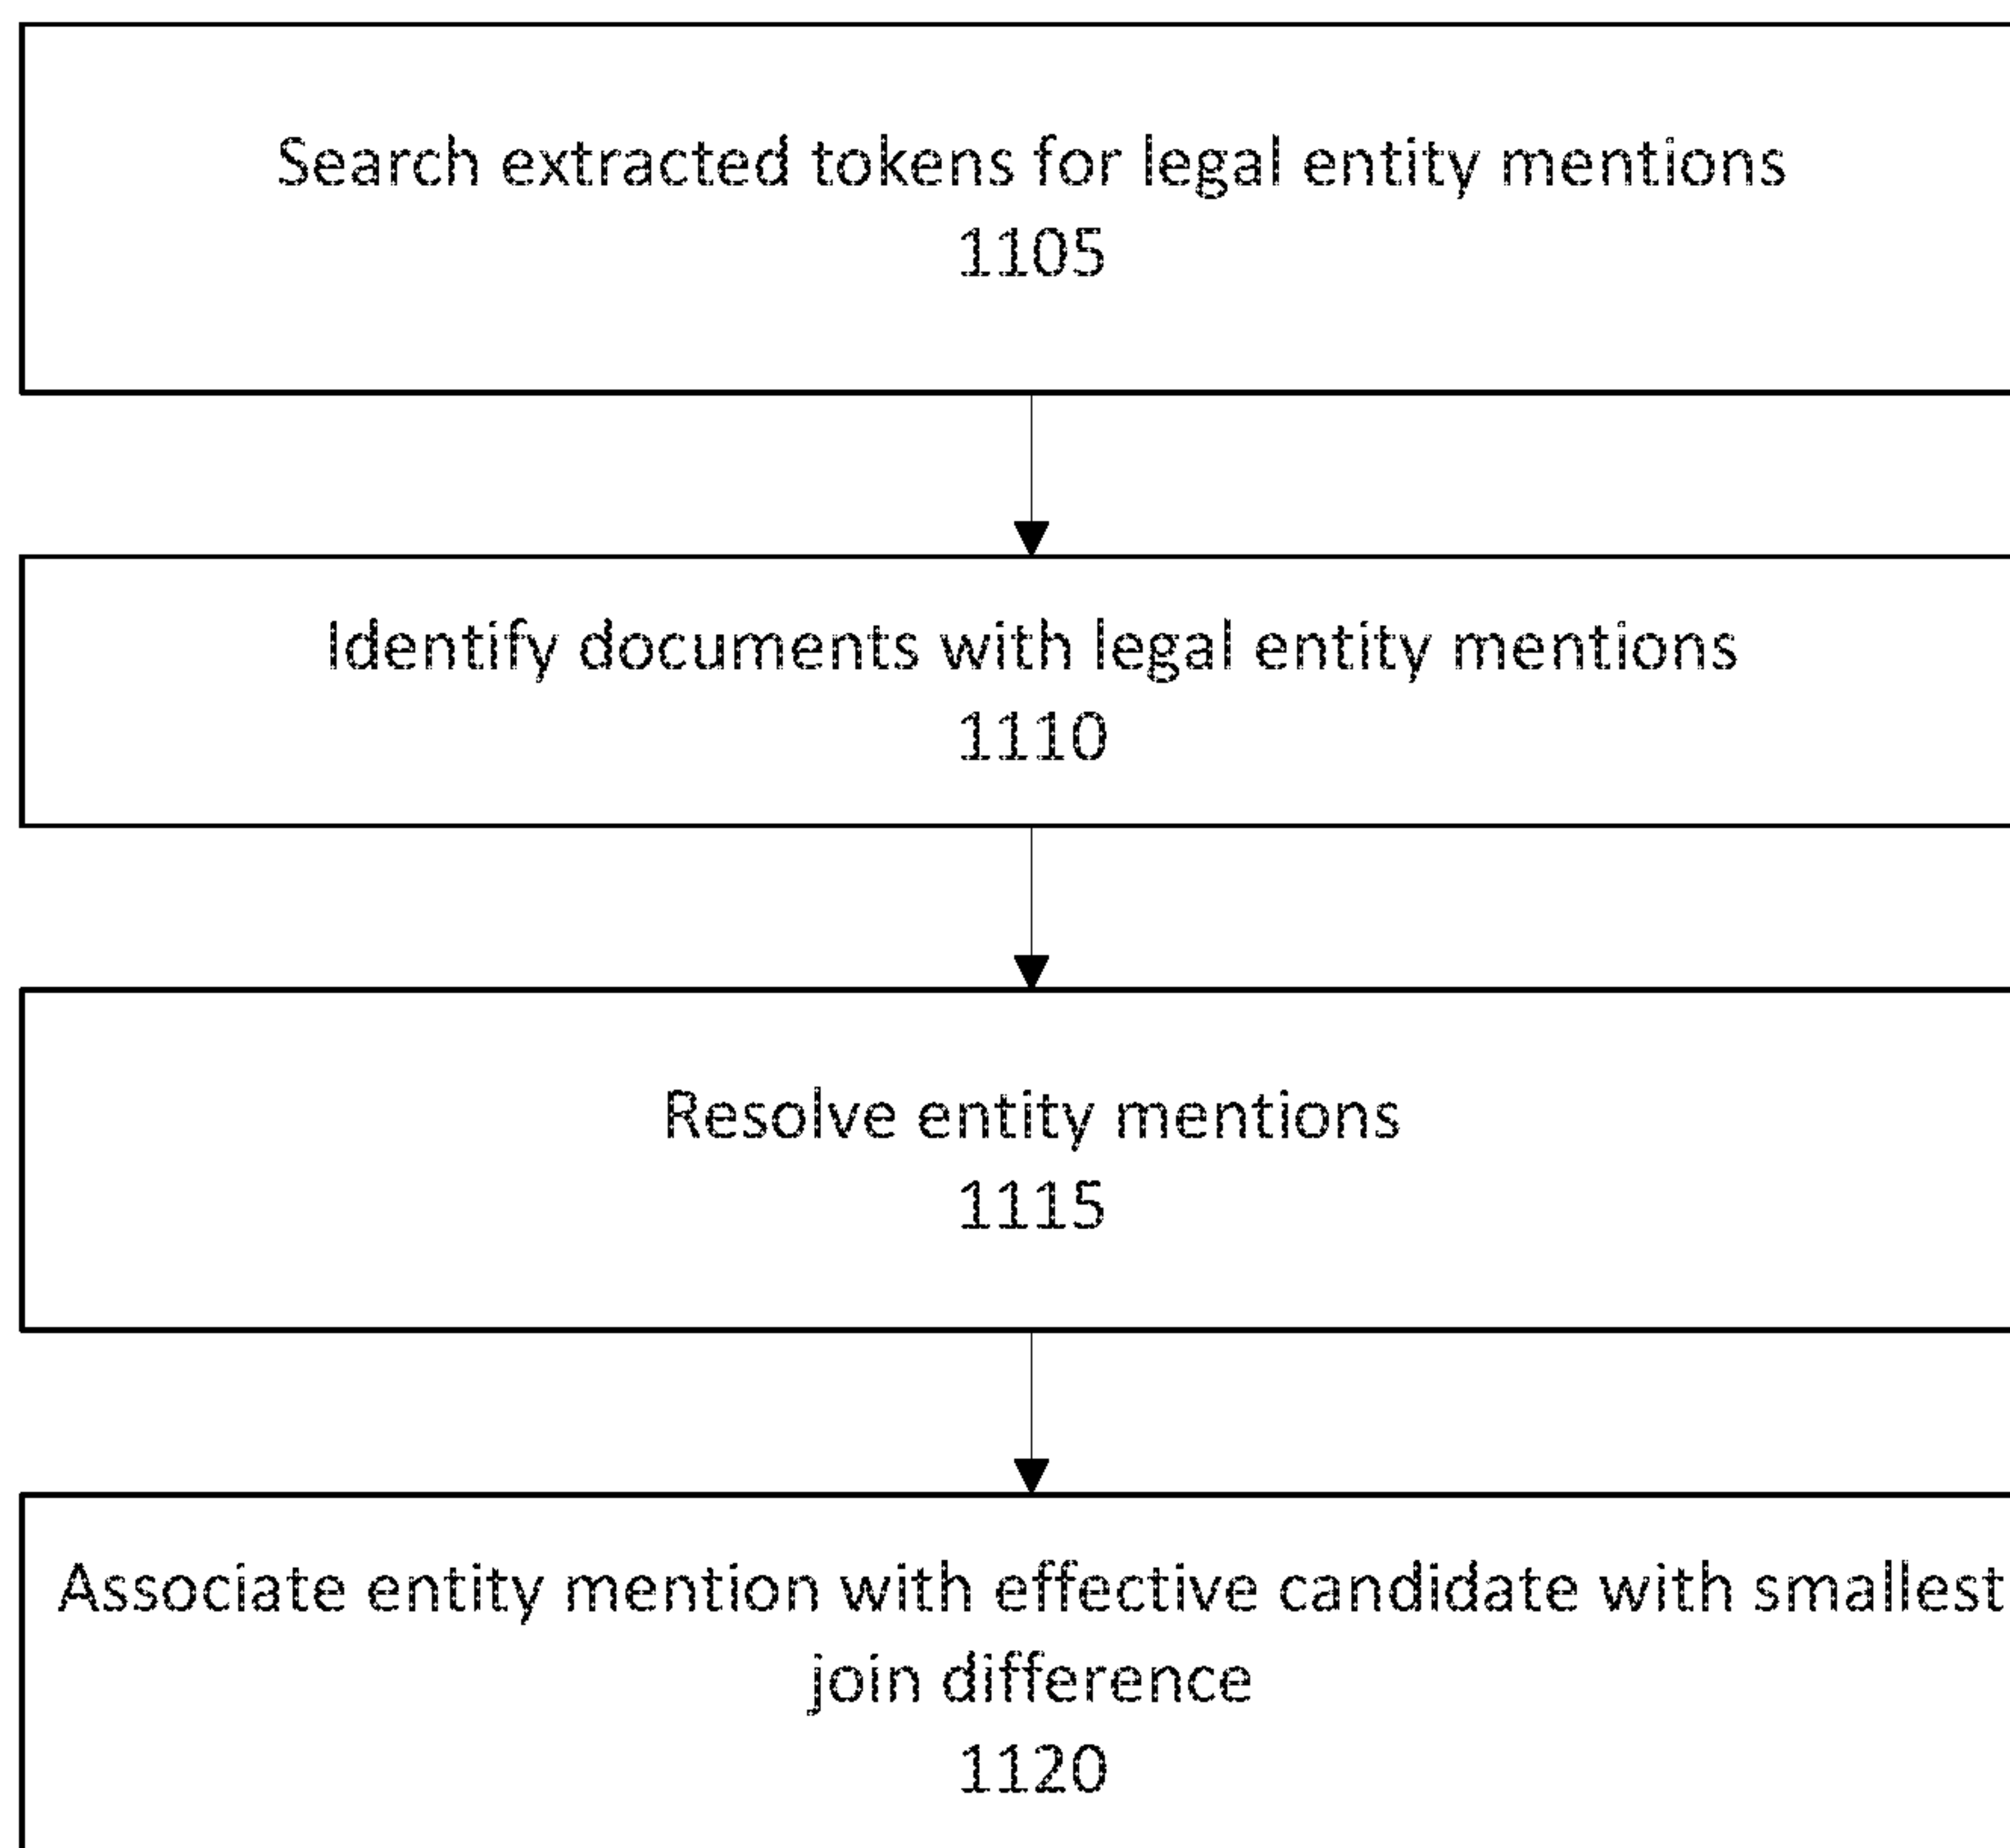 Search extracted tokens for legal entity mentions
1105
Identify documents with legal entity mentions
1110
Resolve entity mentions
1115
Associate entity mention with effective candidate with smallest
join difference
1120